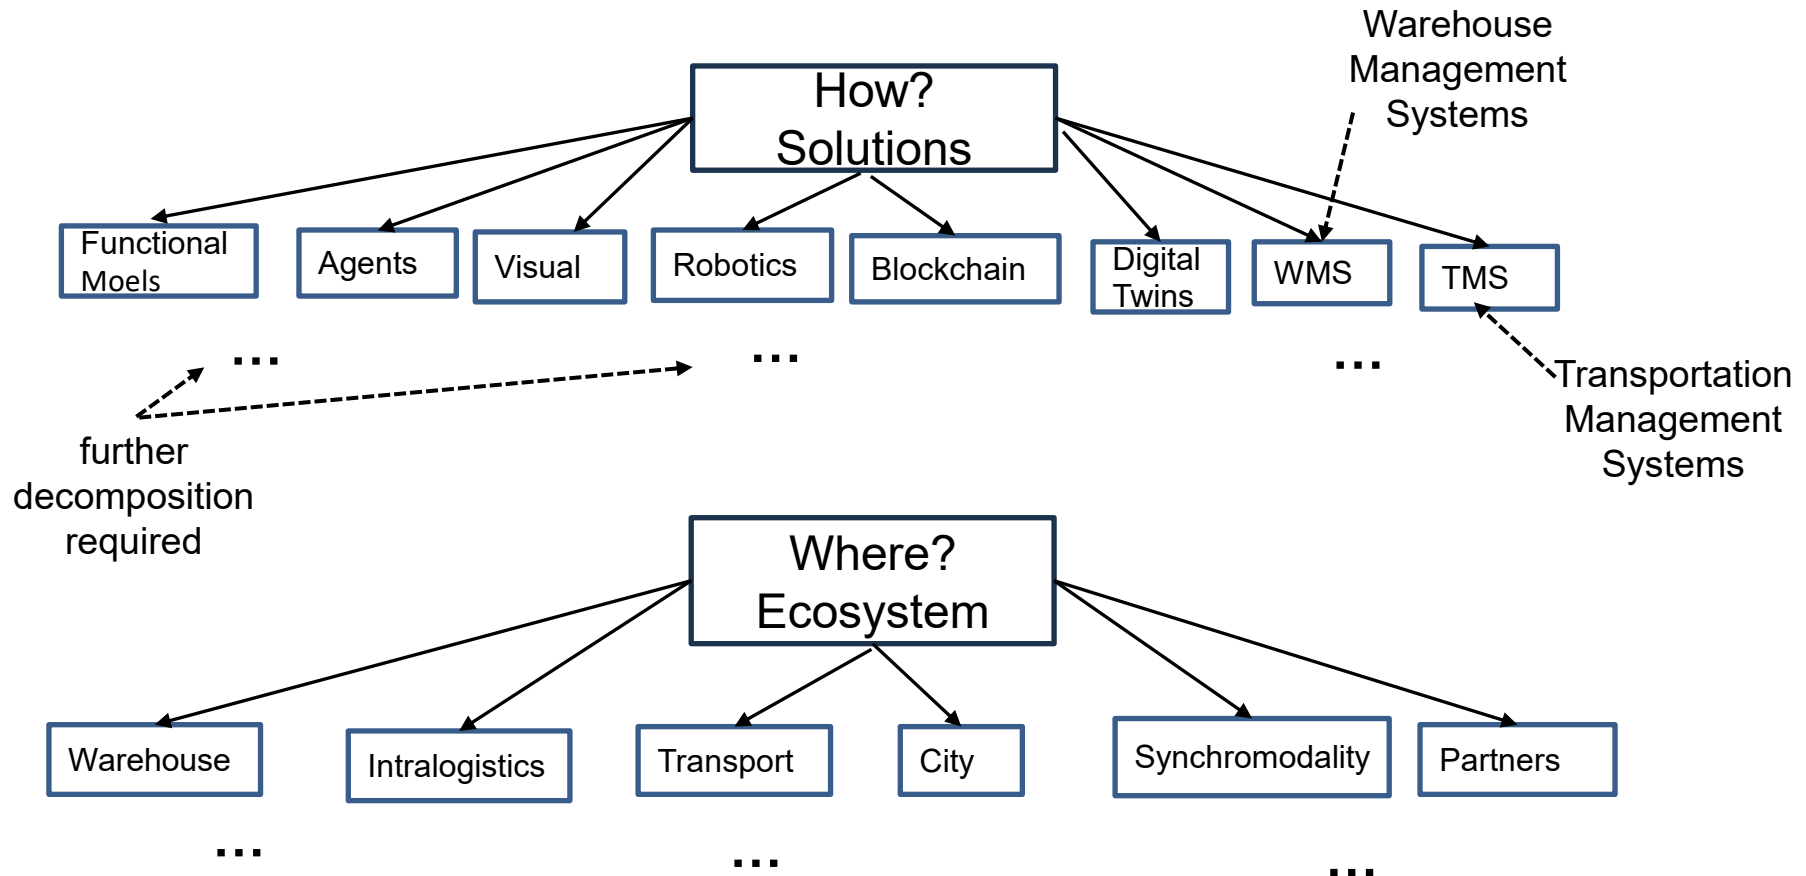 Warehouse
Management
Systems
How?
Solutions
Functional
Moels
Agents
Visual
Robotics
Blockchain
Digital
Twins
WMS
TMS
...
...
...
further
decomposition
required
Transportation
Management
Systems
Where?
Ecosystem
Warehouse
Intralogistics
Transport
City
Synchromodality
Partners
...
...
...